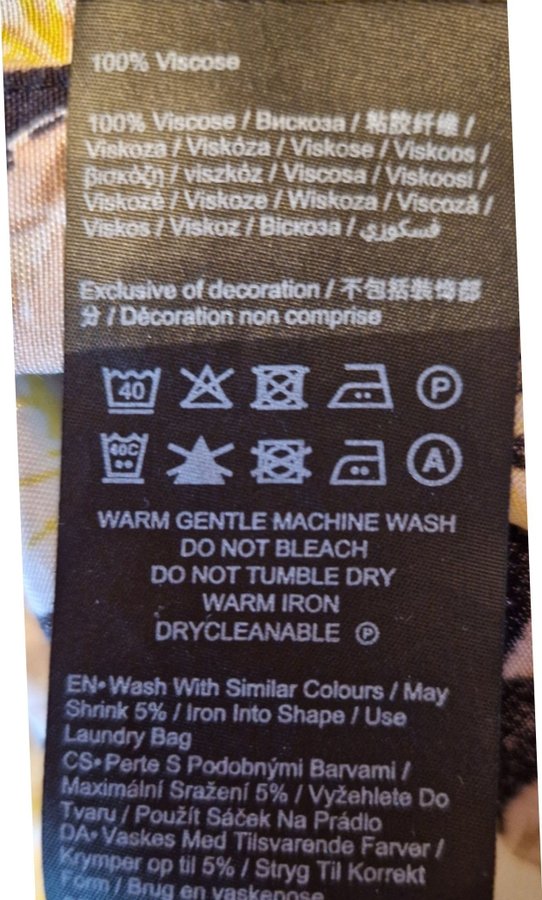 100% Viscose
100% Viscose / Вискоза / 粘胶纤维 /
Viskoza / Viskóza / Viskose / Viskoos /
βισκόζη / viszkóz / Viscosa / Viskoosi /
Viskozé / Viskoze / Wiskoza / Viscoză /
Viskos / Viskoz / Віскоза / فسكوزي
Exclusive of decoration / 不包括装饰部
分 / Décoration non comprise
40 P
40C A
WARM GENTLE MACHINE WASH
DO NOT BLEACH
DO NOT TUMBLE DRY
WARM IRON
DRYCLEANABLE P
EN• Wash With Similar Colours / May
Shrink 5% / Iron Into Shape / Use
Laundry Bag
CS• Perte S Podobnými Barvami /
Maximální Sražení 5% / Vyžehlete Do
Tvaru / Použít Sáček Na Prádlo
DA• Vaskes Med Tilsvarende Farver /
Krymper op til 5% / Stryg Til Korrekt
Form / Brug en vaskepose